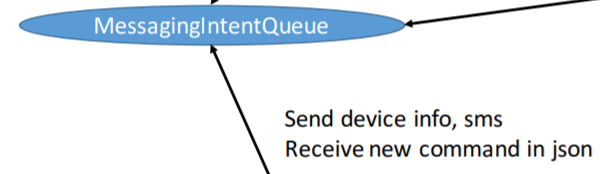 MessagingIntentQueue
Send device info, sms
Receive new command in json